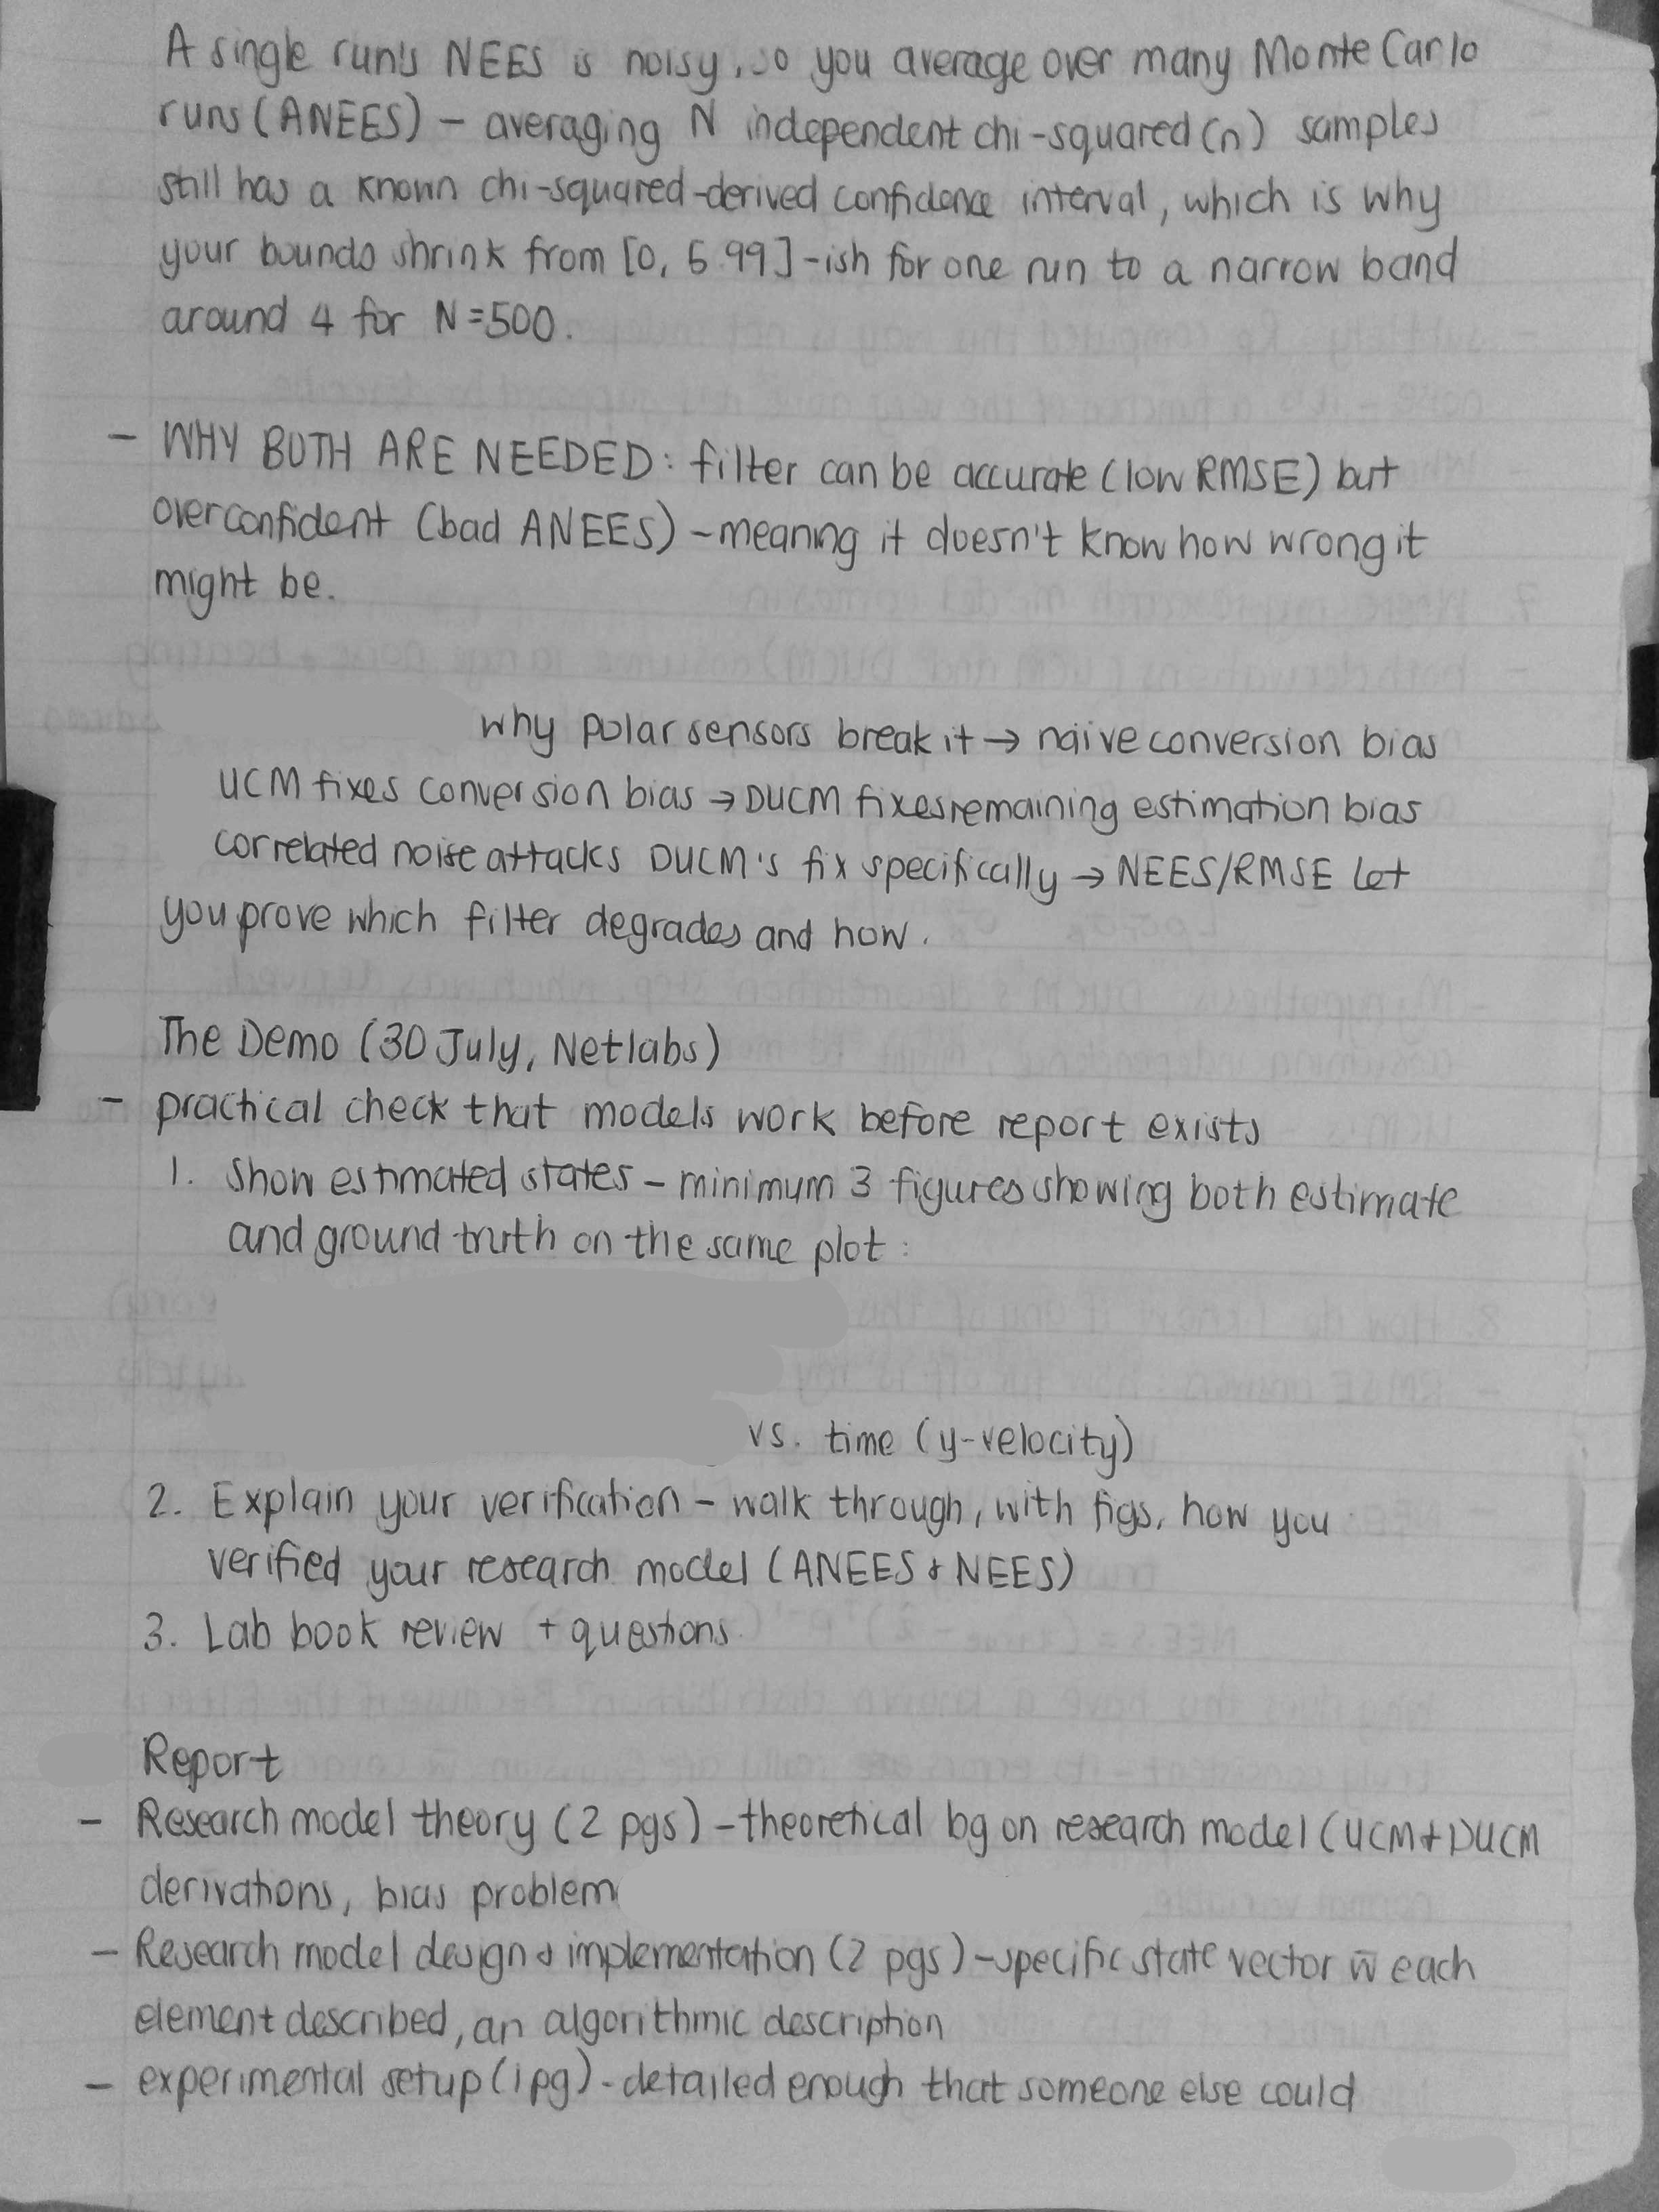 A single run's NEES is noisy, so you average over many Monte Carlo
runs (ANEES) – averaging N independent chi-squared (n) samples
still has a known chi-squared-derived confidence interval, which is why
your bounds shrink from [0, 5.99]-ish for one run to a narrow band
around 4 for N=500.
– WHY BOTH ARE NEEDED: filter can be accurate (low RMSE) but
overconfident (bad ANEES) – meaning it doesn't know how wrong it
might be.
why polar sensors break it → naive conversion bias
UCM fixes conversion bias → DUCM fixes remaining estimation bias
correlated noise attacks DUCM's fix specifically → NEES/RMSE let
you prove which filter degrades and how.
The Demo (30 July, Netlabs)
– practical check that models work before report exists
1. Show estimated states – minimum 3 figures showing both estimate
and ground truth on the same plot:
vs. time (y-velocity)
2. Explain your verification – walk through, with figs, how you
verified your research model (ANEES & NEES)
3. Lab book review + questions
Report
– Research model theory (2 pgs) – theoretical bg on research model (UCM + DUCM
derivations, bias problem
– Research model design & implementation (2 pgs) – specific state vector w̄ each
element described, an algorithmic description
– experimental setup (1 pg) - detailed enough that someone else could